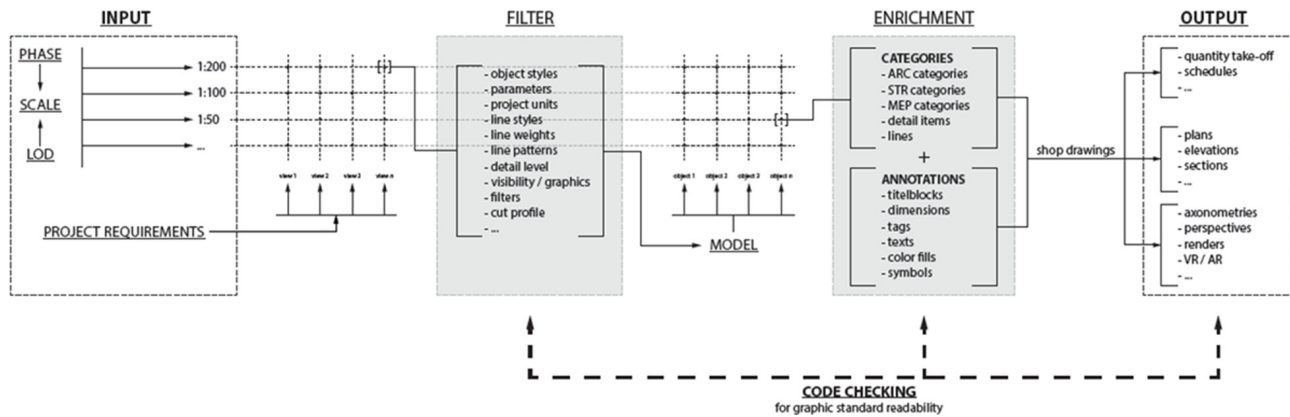 INPUT
PHASE
SCALE
LOD
1:200
1:100
1:50
...
PROJECT REQUIREMENTS
[·]
view 1
view 2
view 3
view n
FILTER
- object styles
- parameters
- project units
- line styles
- line weights
- line patterns
- detail level
- visibility / graphics
- filters
- cut profile
- ...
[·]
object 1
object 2
object 3
object n
MODEL
ENRICHMENT
CATEGORIES
- ARC categories
- STR categories
- MEP categories
- detail items
- lines
+
ANNOTATIONS
- titelblocks
- dimensions
- tags
- texts
- color fills
- symbols
shop drawings
OUTPUT
- quantity take-off
- schedules
- ...
- plans
- elevations
- sections
- ...
- axonometries
- perspectives
- renders
- VR / AR
- ...
CODE CHECKING
for graphic standard readability